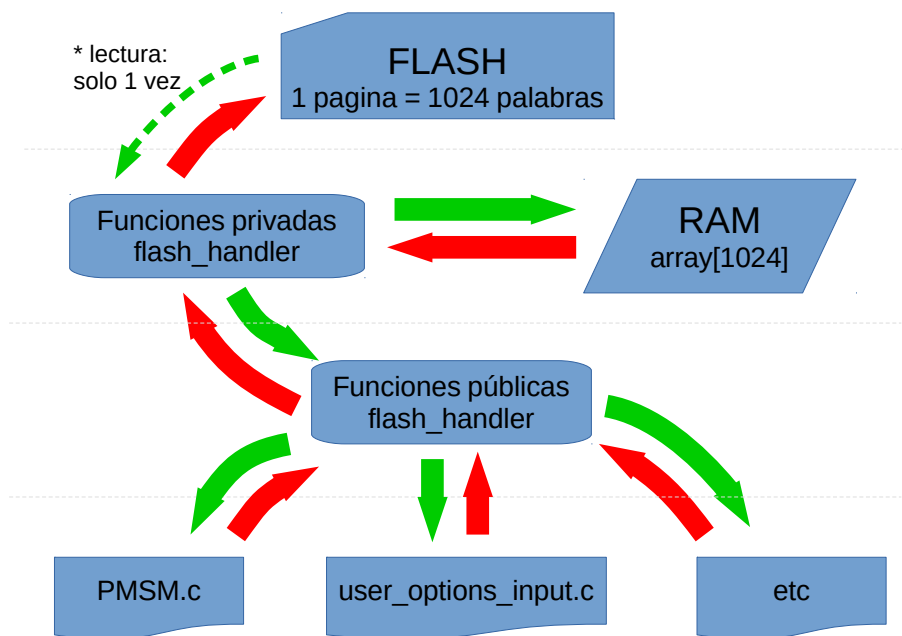 * lectura:
solo 1 vez
FLASH
1 pagina = 1024 palabras
Funciones privadas
flash_handler
RAM
array[1024]
Funciones públicas
flash_handler
PMSM.c
user_options_input.c
etc